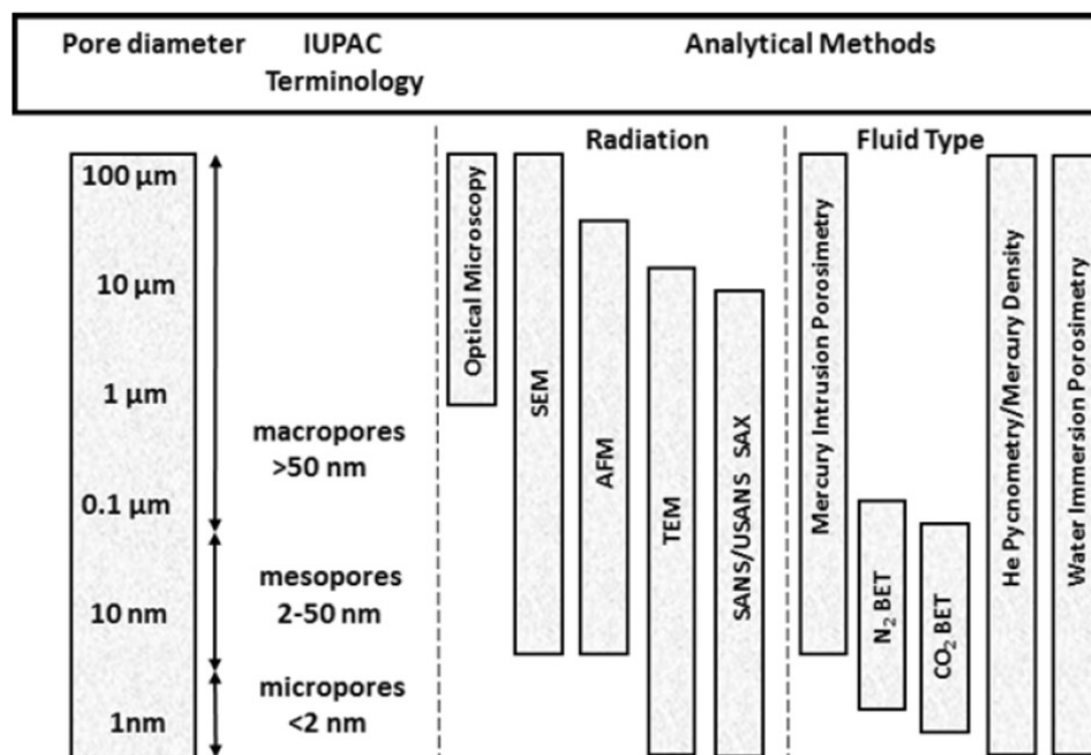 Pore diameter
IUPAC
Terminology
Analytical Methods
Radiation
Fluid Type
100 µm
10 µm
1 µm
0.1 µm
10 nm
1nm
macropores
>50 nm
mesopores
2-50 nm
micropores
<2 nm
Optical Microscopy
SEM
AFM
TEM
SANS/USANS SAX
Mercury Intrusion Porosimetry
N₂ BET
CO₂ BET
He Pycnometry/Mercury Density
Water Immersion Porosimetry